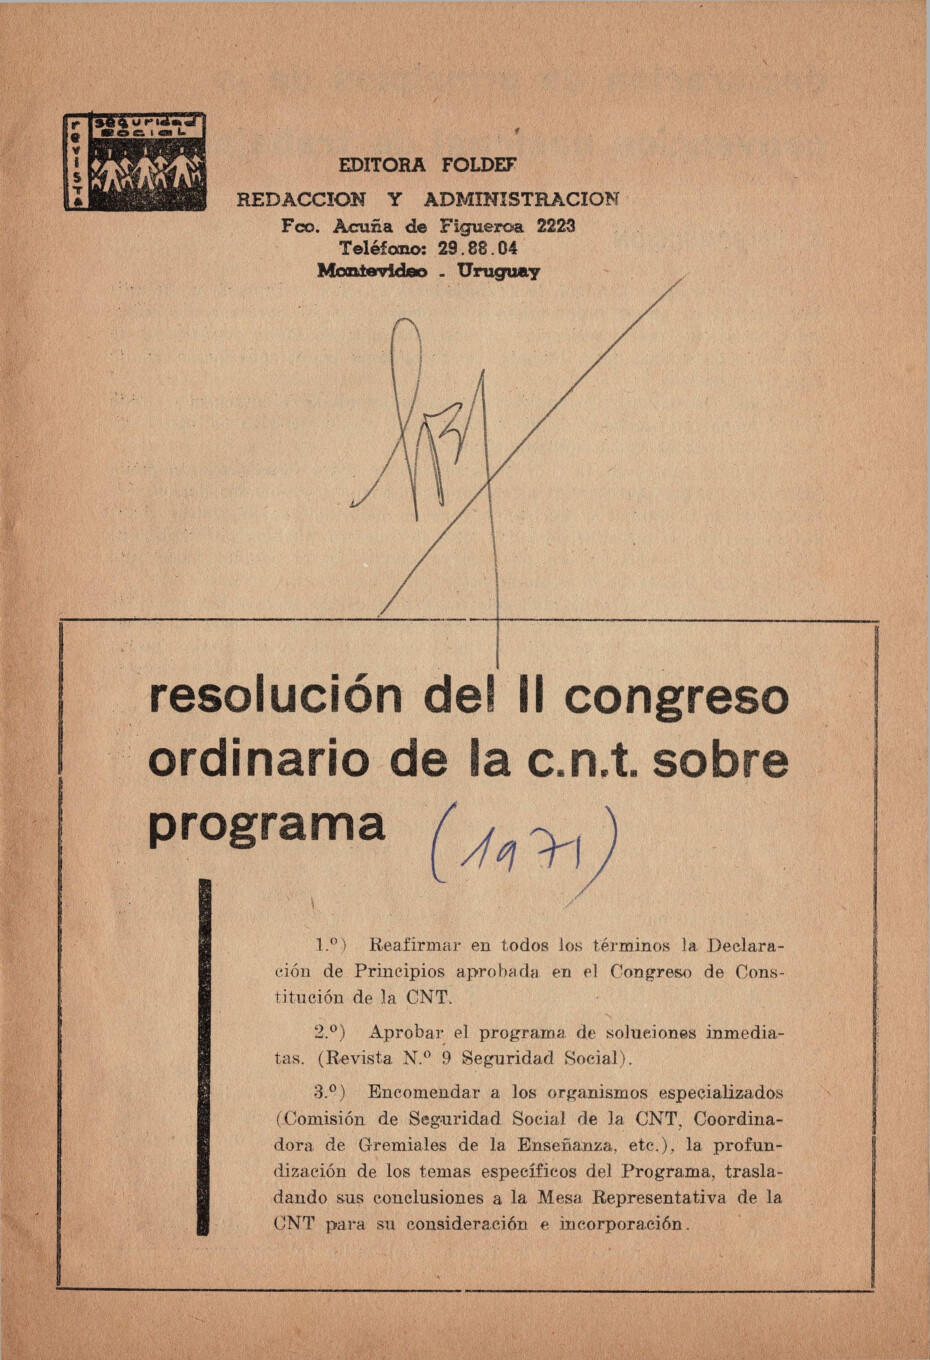 revista
seguridad
social
EDITORA FOLDEF
REDACCION Y ADMINISTRACION
Fco. Acuña de Figueroa 2223
Teléfono: 29.88.04
Montevideo - Uruguay
resolución del II congreso
ordinario de la c.n.t. sobre
programa (1971)
1.º) Reafirmar en todos los términos la Declara-
ción de Principios aprobada en el Congreso de Cons-
titución de la CNT.
2.º) Aprobar el programa de soluciones inmedia-
tas. (Revista N.º 9 Seguridad Social).
3.º) Encomendar a los organismos especializados
(Comisión de Seguridad Social de la CNT, Coordina-
dora de Gremiales de la Enseñanza, etc.), la profun-
dización de los temas específicos del Programa, trasla-
dando sus conclusiones a la Mesa Representativa de la
CNT para su consideración e incorporación.